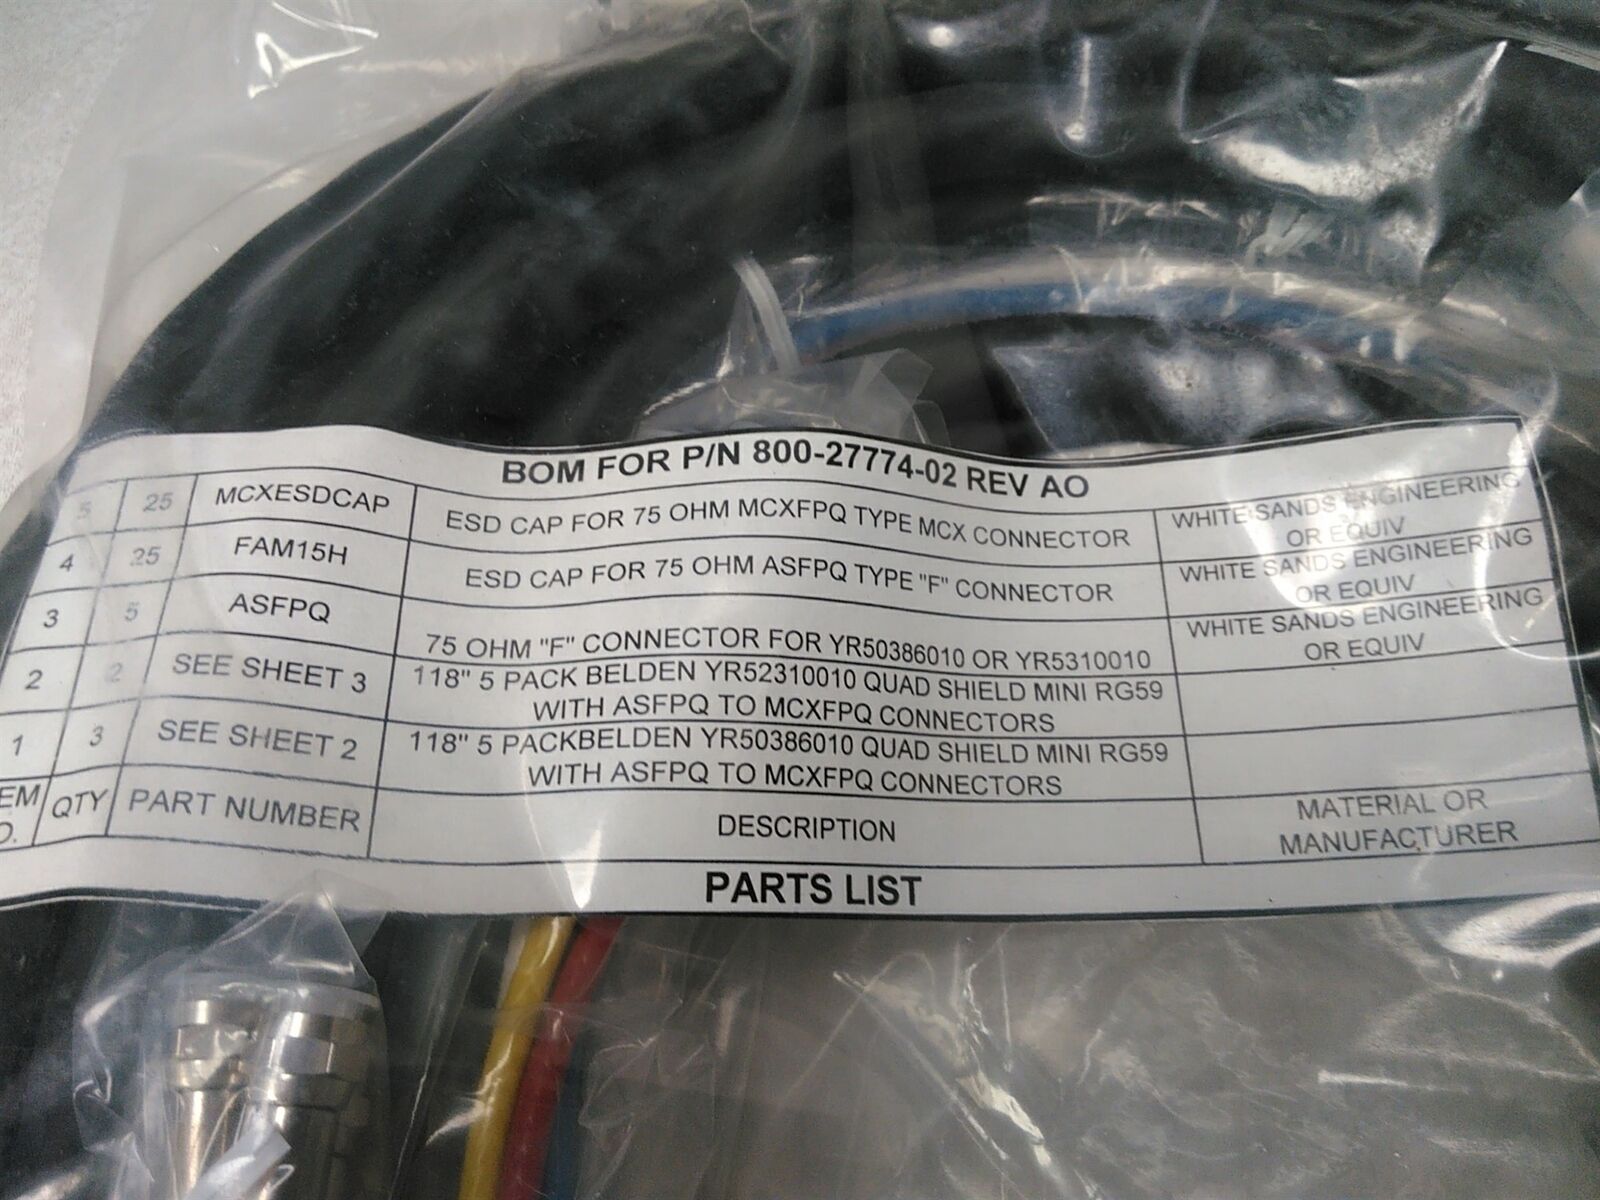 BOM FOR P/N 800-27774-02 REV AO
5 25 MCXESDCAP ESD CAP FOR 75 OHM MCXFPQ TYPE MCX CONNECTOR WHITE SANDS ENGINEERING
OR EQUIV
4 25 FAM15H ESD CAP FOR 75 OHM ASFPQ TYPE "F" CONNECTOR WHITE SANDS ENGINEERING
OR EQUIV
3 5 ASFPQ 75 OHM "F" CONNECTOR FOR YR50386010 OR YR5310010 WHITE SANDS ENGINEERING
OR EQUIV
2 2 SEE SHEET 3 118" 5 PACK BELDEN YR52310010 QUAD SHIELD MINI RG59
WITH ASFPQ TO MCXFPQ CONNECTORS
1 3 SEE SHEET 2 118" 5 PACKBELDEN YR50386010 QUAD SHIELD MINI RG59
WITH ASFPQ TO MCXFPQ CONNECTORS
QTY PART NUMBER DESCRIPTION MATERIAL OR
MANUFACTURER
PARTS LIST